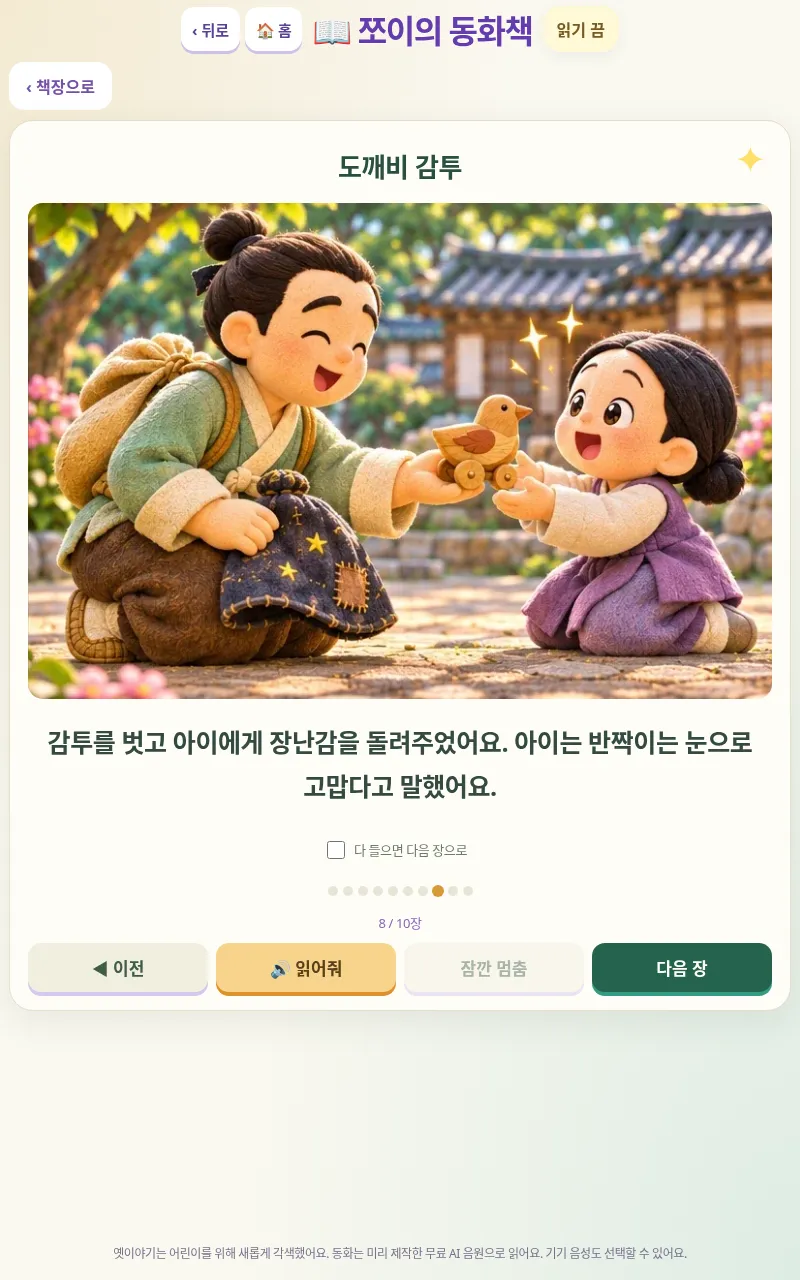 ‹ 뒤로
🏠 홈
📖 쪼이의 동화책
읽기 끝
‹ 책장으로
도깨비 감투
감투를 벗고 아이에게 장난감을 돌려주었어요. 아이는 반짝이는 눈으로
고맙다고 말했어요.
다 들으면 다음 장으로
8 / 10장
◀ 이전
🔊 읽어줘
잠깐 멈춤
다음 장
옛이야기는 어린이를 위해 새롭게 각색했어요. 동화는 미리 제작한 무료 AI 음원으로 읽어요. 기기 음성도 선택할 수 있어요.